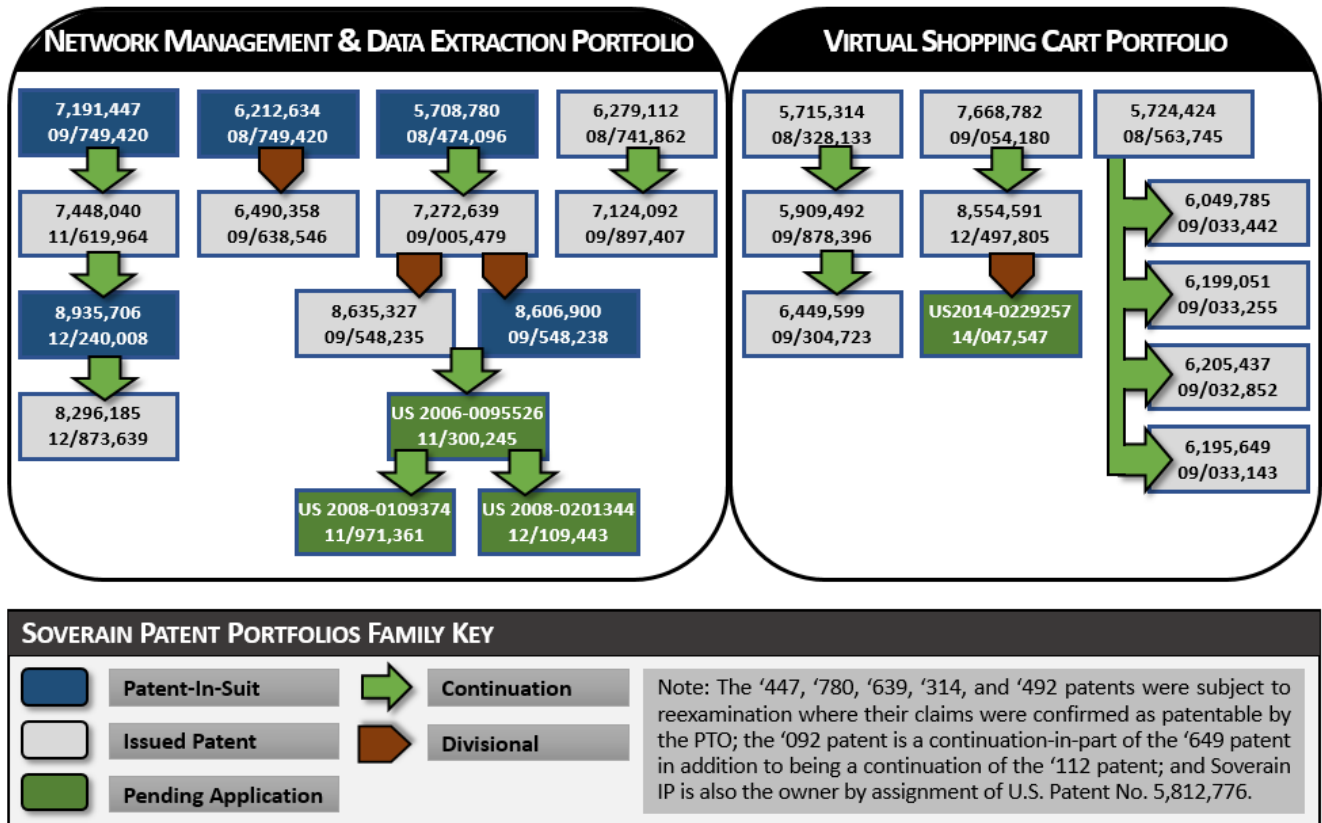 NETWORK MANAGEMENT & DATA EXTRACTION PORTFOLIO
7,191,447
09/749,420
6,212,634
08/749,420
5,708,780
08/474,096
6,279,112
08/741,862
7,448,040
11/619,964
6,490,358
09/638,546
7,272,639
09/005,479
7,124,092
09/897,407
8,935,706
12/240,008
8,635,327
09/548,235
8,606,900
09/548,238
8,296,185
12/873,639
US 2006-0095526
11/300,245
US 2008-0109374
11/971,361
US 2008-0201344
12/109,443
VIRTUAL SHOPPING CART PORTFOLIO
5,715,314
08/328,133
7,668,782
09/054,180
5,724,424
08/563,745
5,909,492
09/878,396
8,554,591
12/497,805
6,049,785
09/033,442
6,199,051
09/033,255
6,449,599
09/304,723
US2014-0229257
14/047,547
6,205,437
09/032,852
6,195,649
09/033,143
SOVERAIN PATENT PORTFOLIOS FAMILY KEY
Patent-In-Suit
Issued Patent
Pending Application
Continuation
Divisional
Note: The ‘447, ‘780, ‘639, ‘314, and ‘492 patents were subject to
reexamination where their claims were confirmed as patentable by
the PTO; the ‘092 patent is a continuation-in-part of the ‘649 patent
in addition to being a continuation of the ‘112 patent; and Soverain
IP is also the owner by assignment of U.S. Patent No. 5,812,776.